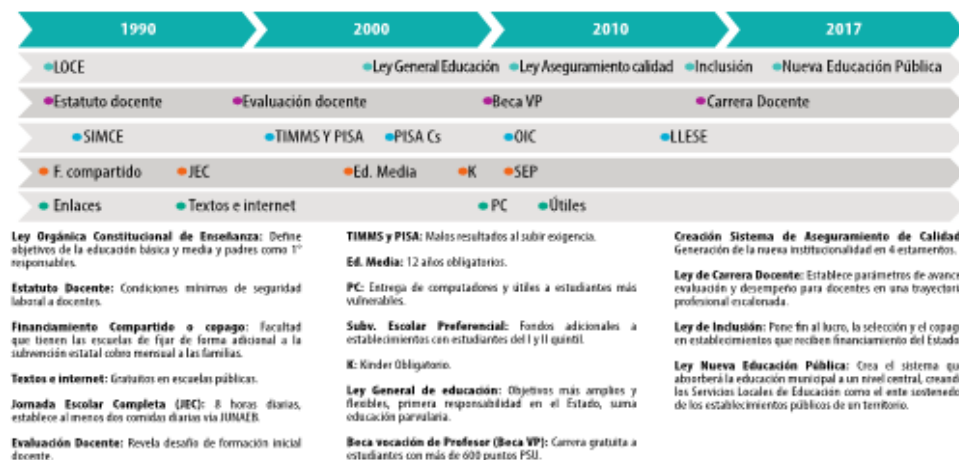 1990 2000 2010 2017
LOCE Ley General Educación Ley Aseguramiento calidad Inclusión Nueva Educación Pública
Estatuto docente Evaluación docente Beca VP Carrera Docente
SIMCE TIMMS Y PISA PISA Cs OIC LLESE
F. compartido JEC Ed. Media K SEP
Enlaces Textos e internet PC Útiles
Ley Orgánica Constitucional de Enseñanza: Define
objetivos de la educación básica y media y padres como 1°
responsables.
Estatuto Docente: Condiciones mínimas de seguridad
laboral a docentes.
Financiamiento Compartido o copago: Facultad
que tienen las escuelas de fijar de forma adicional a la
subvención estatal cobro mensual a las familias.
Textos e internet: Gratuitos en escuelas públicas.
Jornada Escolar Completa (JEC): 8 horas diarias,
establece al menos dos comidas diarias vía JUNAEB.
Evaluación Docente: Revela desafío de formación inicial
docente.
TIMMS y PISA: Malos resultados al subir exigencia.
Ed. Media: 12 años obligatorios.
PC: Entrega de computadores y útiles a estudiantes más
vulnerables.
Subv. Escolar Preferencial: Fondos adicionales a
establecimientos con estudiantes del I y II quintil.
K: Kinder Obligatorio.
Ley General de educación: Objetivos más amplios y
flexibles, primera responsabilidad en el Estado, suma
educación parvularia.
Beca vocación de Profesor (Beca VP): Carrera gratuita a
estudiantes con más de 600 puntos PSU.
Creación Sistema de Aseguramiento de Calidad
Generación de la nueva institucionalidad en 4 estamentos.
Ley de Carrera Docente: Establece parámetros de avance
evaluación y desempeño para docentes en una trayectori
profesional escalonada.
Ley de Inclusión: Pone fin al lucro, la selección y el copag
en establecimientos que reciben financiamiento del Estado
Ley Nueva Educación Pública: Crea el sistema qu
absorberá la educación municipal a un nivel central, creand
los Servicios Locales de Educación como el ente sostenedo
de los establecimientos públicos de un territorio.